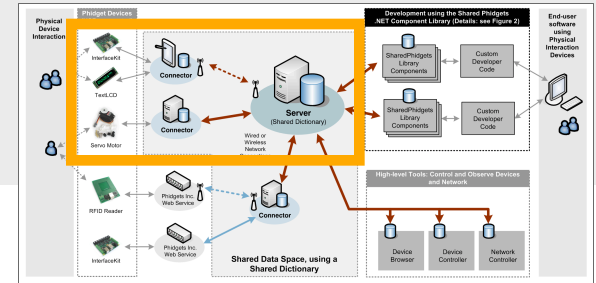 Physical
Device
Interaction
Phidget Devices
InterfaceKit
TextLCD
Servo Motor
RFID Reader
InterfaceKit
Connector
Connector
Server
(Shared Dictionary)
Wired or
Wireless
Network
Phidgets Inc.
Web Service
Phidgets Inc.
Web Service
Connector
Shared Data Space, using a
Shared Dictionary
Development using the Shared Phidgets
.NET Component Library (Details: see Figure 2)
SharedPhidgets
Library
Components
Custom
Developer
Code
SharedPhidgets
Library
Components
Custom
Developer
Code
High-level Tools: Control and Observe Devices
and Network
Device
Browser
Device
Controller
Network
Controller
End-user
software
using
Physical
Interaction
Devices